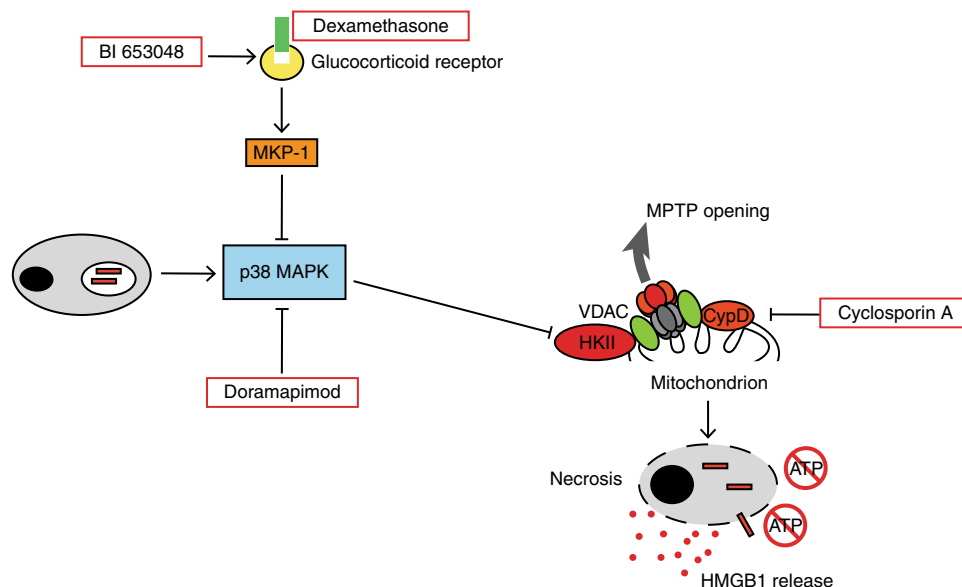 Dexamethasone
BI 653048
Glucocorticoid receptor
MKP-1
MPTP opening
p38 MAPK
VDAC
CypD
Cyclosporin A
HKII
Doramapimod
Mitochondrion
Necrosis
ATP
ATP
HMGB1 release